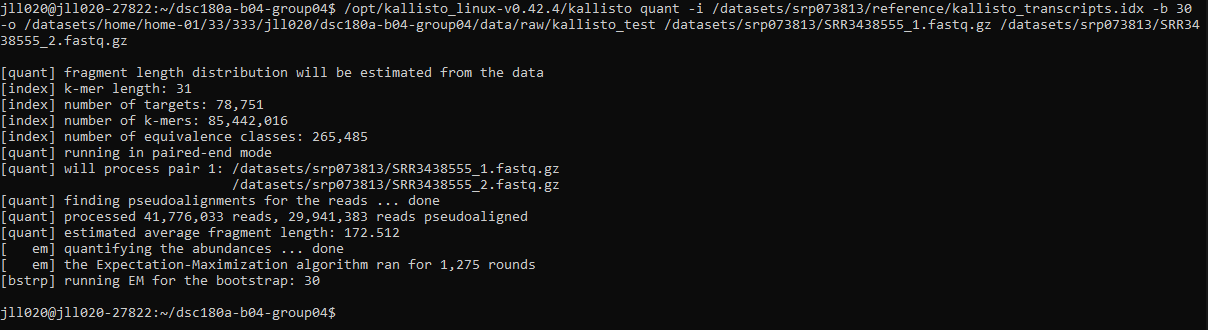 jll020@jll020-27822:~/dsc180a-b04-group04$ /opt/kallisto_linux-v0.42.4/kallisto quant -i /datasets/srp073813/reference/kallisto_transcripts.idx -b 30
-o /datasets/home/home-01/33/333/jll020/dsc180a-b04-group04/data/raw/kallisto_test /datasets/srp073813/SRR3438555_1.fastq.gz /datasets/srp073813/SRR34
38555_2.fastq.gz
[quant] fragment length distribution will be estimated from the data
[index] k-mer length: 31
[index] number of targets: 78,751
[index] number of k-mers: 85,442,016
[index] number of equivalence classes: 265,485
[quant] running in paired-end mode
[quant] will process pair 1: /datasets/srp073813/SRR3438555_1.fastq.gz
/datasets/srp073813/SRR3438555_2.fastq.gz
[quant] finding pseudoalignments for the reads ... done
[quant] processed 41,776,033 reads, 29,941,383 reads pseudoaligned
[quant] estimated average fragment length: 172.512
[   em] quantifying the abundances ... done
[   em] the Expectation-Maximization algorithm ran for 1,275 rounds
[bstrp] running EM for the bootstrap: 30
jll020@jll020-27822:~/dsc180a-b04-group04$